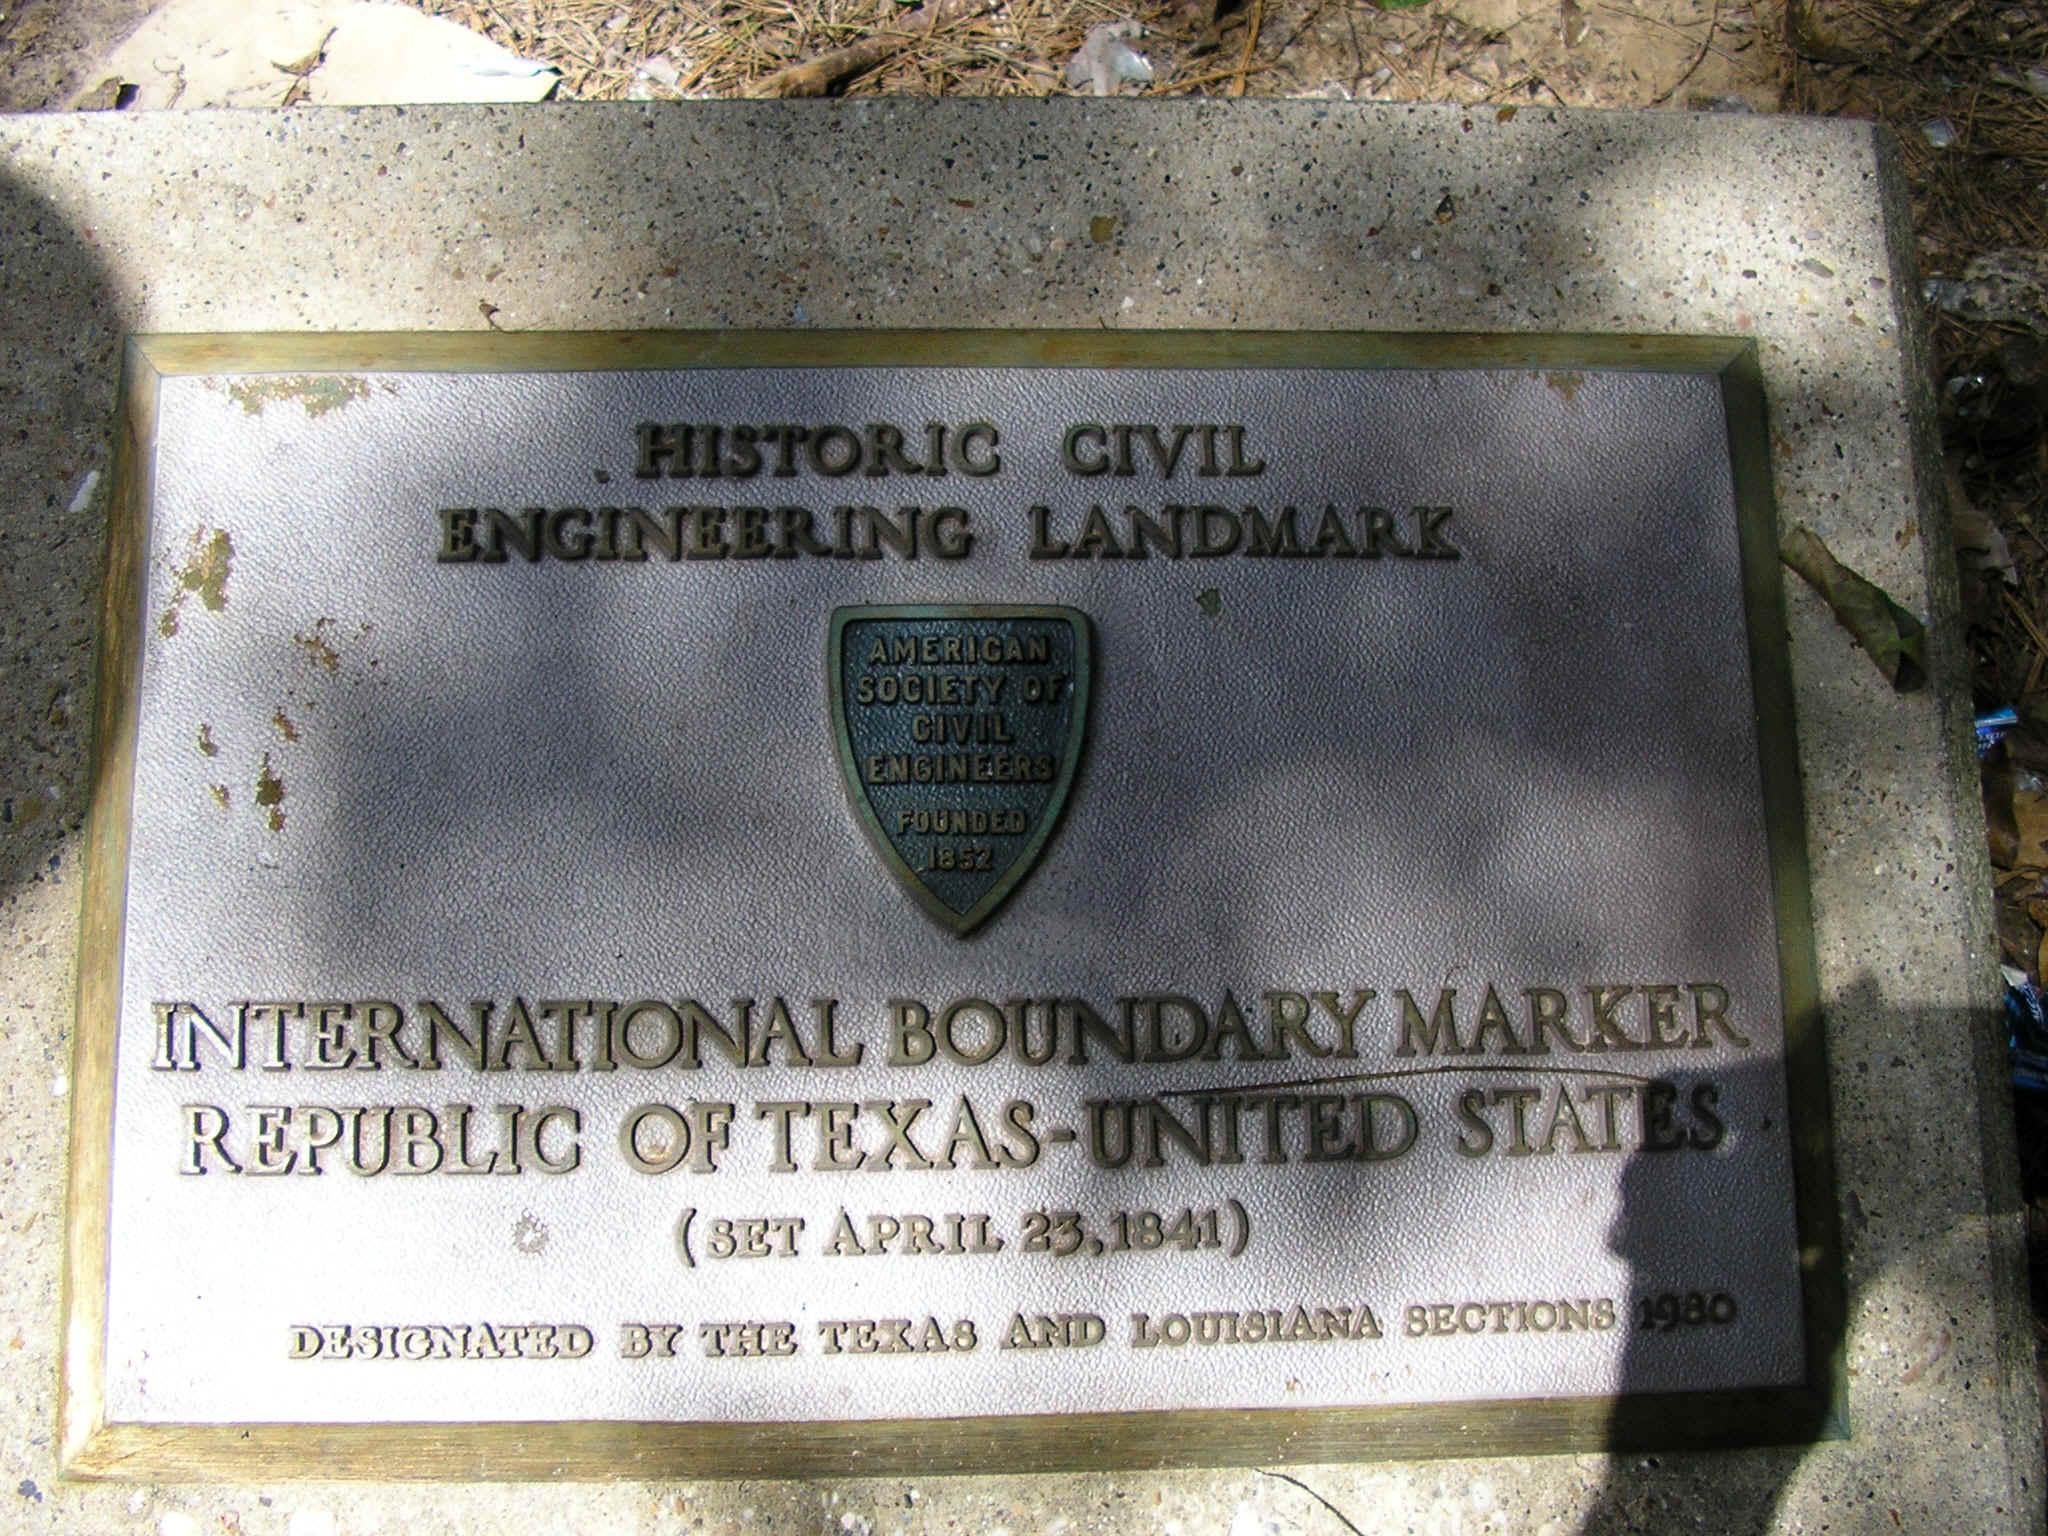 HISTORIC CIVIL
ENGINEERING LANDMARK
AMERICAN
SOCIETY OF
CIVIL
ENGINEERS
FOUNDED
1852
INTERNATIONAL BOUNDARY MARKER
REPUBLIC OF TEXAS-UNITED STATES
(SET APRIL 23, 1841)
DESIGNATED BY THE TEXAS AND LOUISIANA SECTIONS 1980